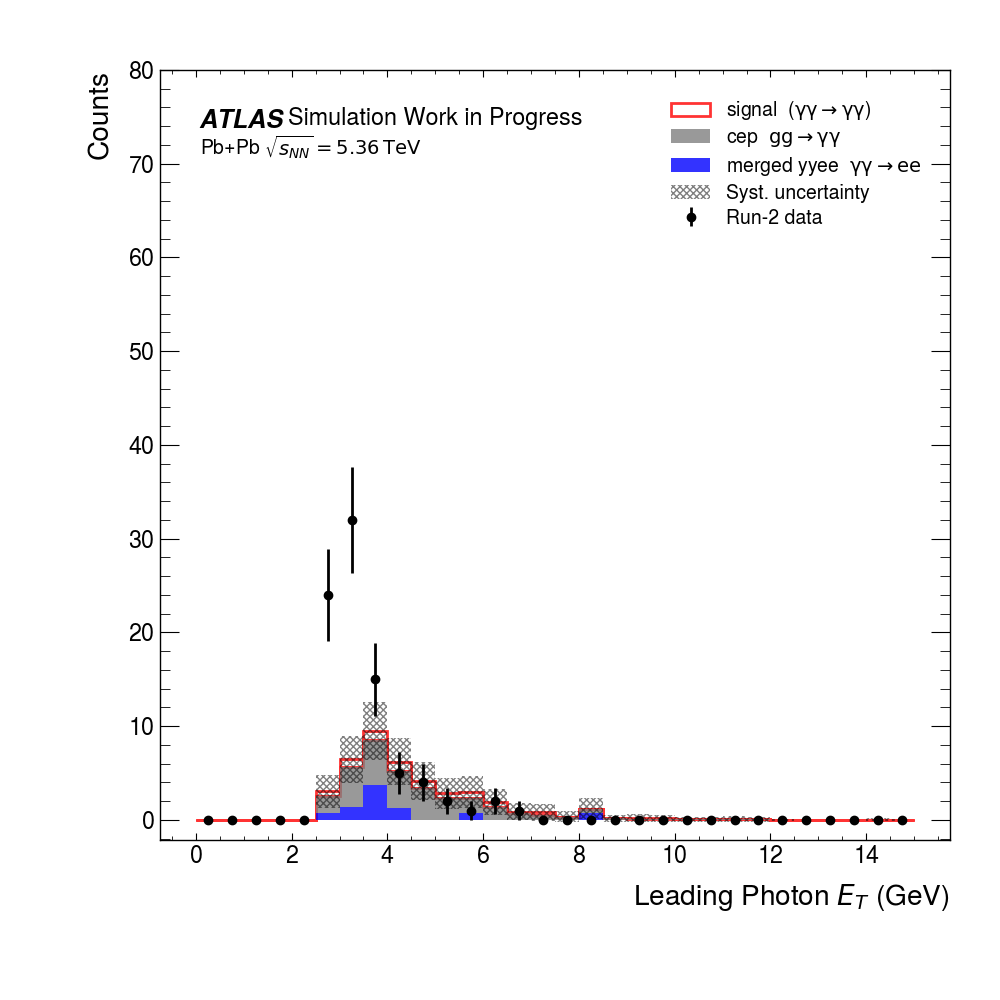 Counts
80
70
60
50
40
30
20
10
0
ATLAS Simulation Work in Progress
Pb+Pb √s_NN = 5.36 TeV
signal (γγ→γγ)
cep gg→γγ
merged yyee γγ→ee
Syst. uncertainty
Run-2 data
0 2 4 6 8 10 12 14
Leading Photon E_T (GeV)